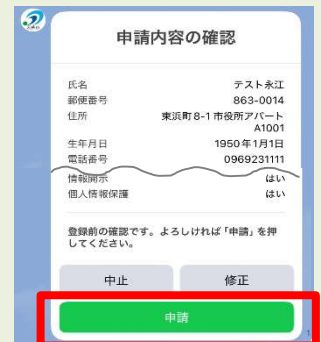 申請内容の確認
氏名 テスト永江
郵便番号 863-0014
住所 東浜町8-1 市役所アパート
A1001
生年月日 1950年1月1日
電話番号 0969231111
情報開示 はい
個人情報保護 はい
登録前の確認です。よろしければ「申請」を押
してください。
中止 修正
申請